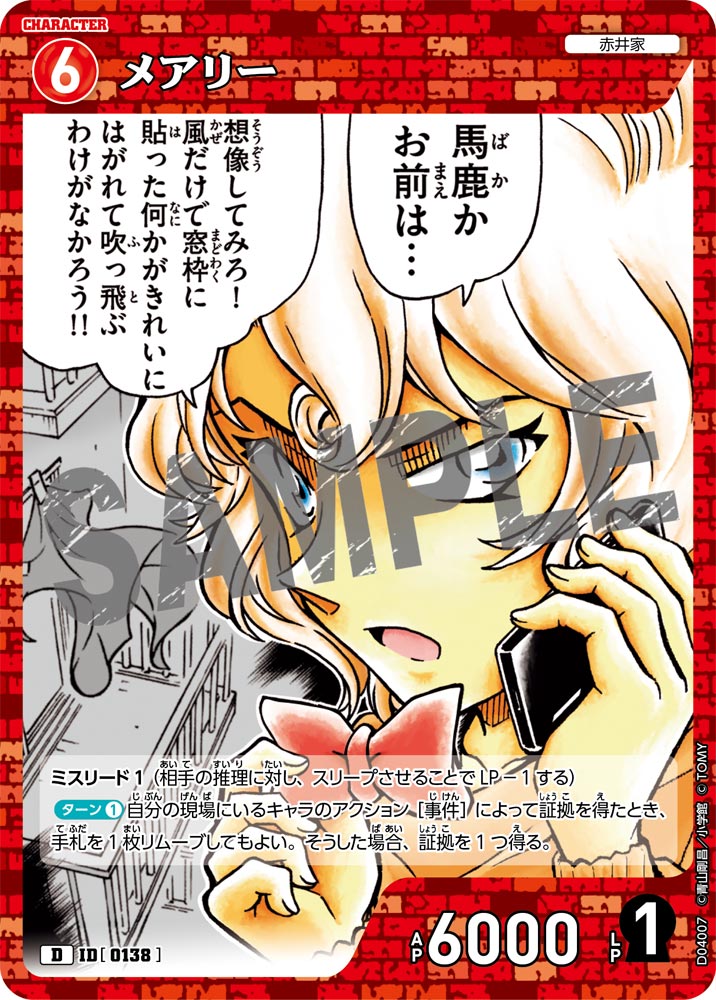 CHARACTER
6
メアリー
赤井家
馬鹿か
お前は…
想像してみろ!
風だけで窓枠に
貼った何かがきれいに
はがれて吹っ飛ぶ
わけがなかろう!!
SAMPLE
ミスリード1(相手の推理に対し、スリープさせることでLP-1する)
ターン① 自分の現場にいるキャラのアクション[事件]によって証拠を得たとき、
手札を1枚リムーブしてもよい。そうした場合、証拠を1つ得る。
D ID[0138]
AP 6000
LP 1
D04007 ©青山剛昌/小学館 ©TOMY